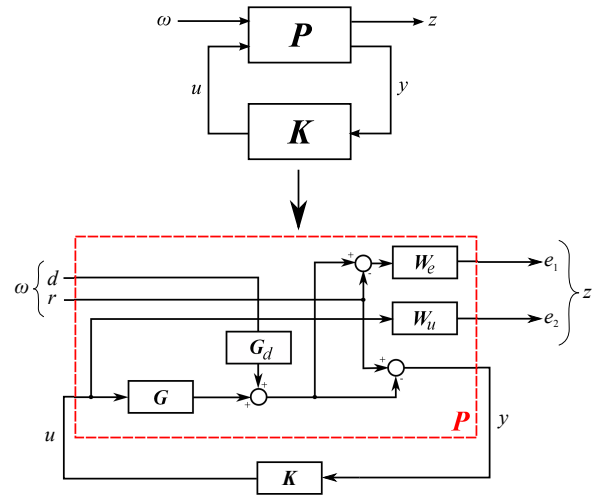 ω
P
z
u
y
K
ω
d
r
+
-
W_e
e_1
z
W_u
e_2
G_d
+
-
+
+
G
P
y
u
K